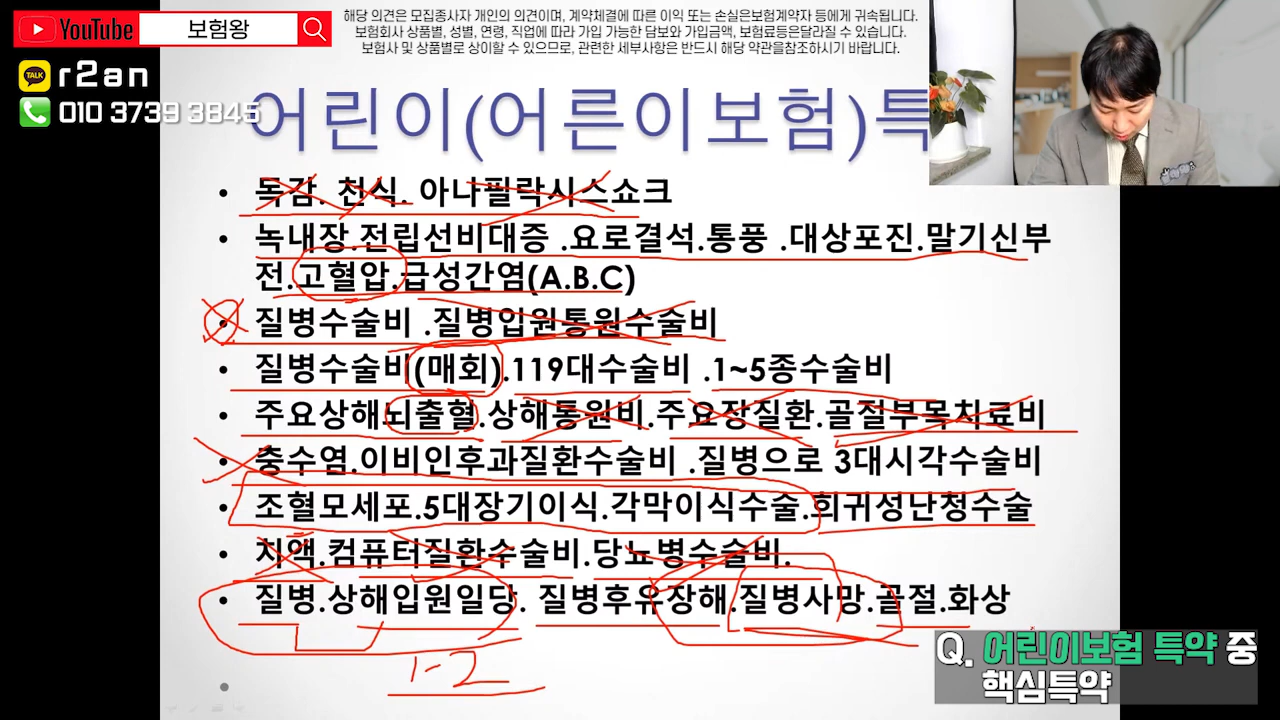 YouTube 보험왕
TALK r2an
010 3739 3845
해당 의견은 모집종사자 개인의 의견이며, 계약체결에 따른 이익 또는 손실은보험계약자 등에게 귀속됩니다.
보험회사 상품별, 성별, 연령, 직업에 따라 가입 가능한 담보와 가입금액, 보험료등은달라질 수 있습니다.
보험사 및 상품별로 상이할 수 있으므로, 관련한 세부사항은 반드시 해당 약관을참조하시기 바랍니다.
어린이(어른이보험)특
• 독감. 천식. 아나필락시스쇼크
• 녹내장.전립선비대증 .요로결석.통풍 .대상포진.말기신부
전.고혈압.급성간염(A.B.C)
• 질병수술비 .질병입원통원수술비
• 질병수술비(매회).119대수술비 .1~5종수술비
• 주요상해뇌출혈.상해통원비.주요장질환.골절부목치료비
• 충수염.이비인후과질환수술비 .질병으로 3대시각수술비
• 조혈모세포.5대장기이식.각막이식수술.희귀성난청수술
• 치액.컴퓨터질환수술비.당뇨병수술비.
• 질병.상해입원일당. 질병후유장해.질병사망.골절.화상
1-2
Q. 어린이보험 특약 중
핵심특약